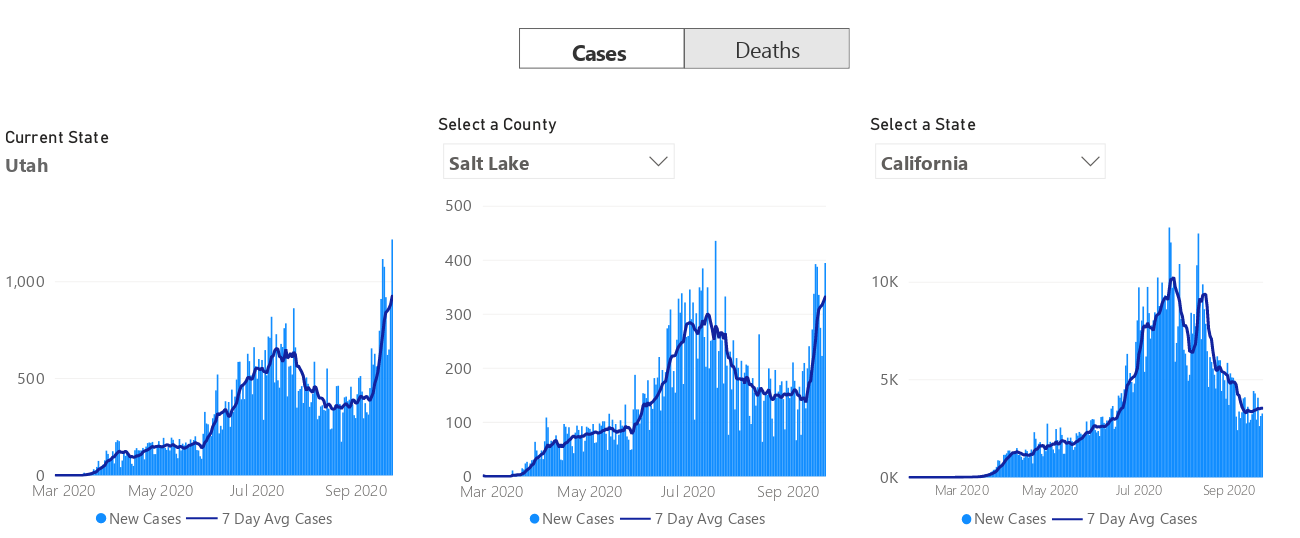 Cases
Deaths
Current State
Utah
1,000
500
0
Mar 2020
May 2020
Jul 2020
Sep 2020
New Cases
7 Day Avg Cases
Select a County
Salt Lake
500
400
300
200
100
0
Mar 2020
May 2020
Jul 2020
Sep 2020
New Cases
7 Day Avg Cases
Select a State
California
10K
5K
0K
Mar 2020
May 2020
Jul 2020
Sep 2020
New Cases
7 Day Avg Cases